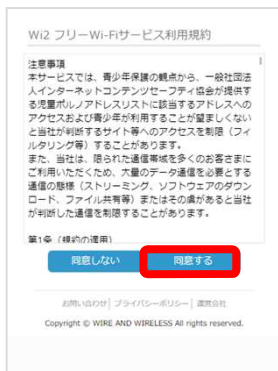 Wi2 フリーWi-Fiサービス利用規約
注意事項
本サービスでは、青少年保護の観点から、一般社団法
人インターネットコンテンツセーフティ協会が提供す
る児童ポルノアドレスリストに該当するアドレスへの
アクセスおよび青少年が利用することが望ましくない
と当社が判断するサイト等へのアクセスを制限（フィ
ルタリング等）することがあります。
また、当社は、限られた通信帯域を多くのお客さまに
ご利用いただくため、大量のデータ通信を必要とする
通信の態様（ストリーミング、ソフトウェアのダウン
ロード、ファイル共有等）またはその虞があると当社
が判断した通信を制限することがあります。
第1条（規約の適用）
同意しない 同意する
お問い合わせ│プライバシーポリシー│ 運営会社
Copyright © WIRE AND WIRELESS All rights reserved.